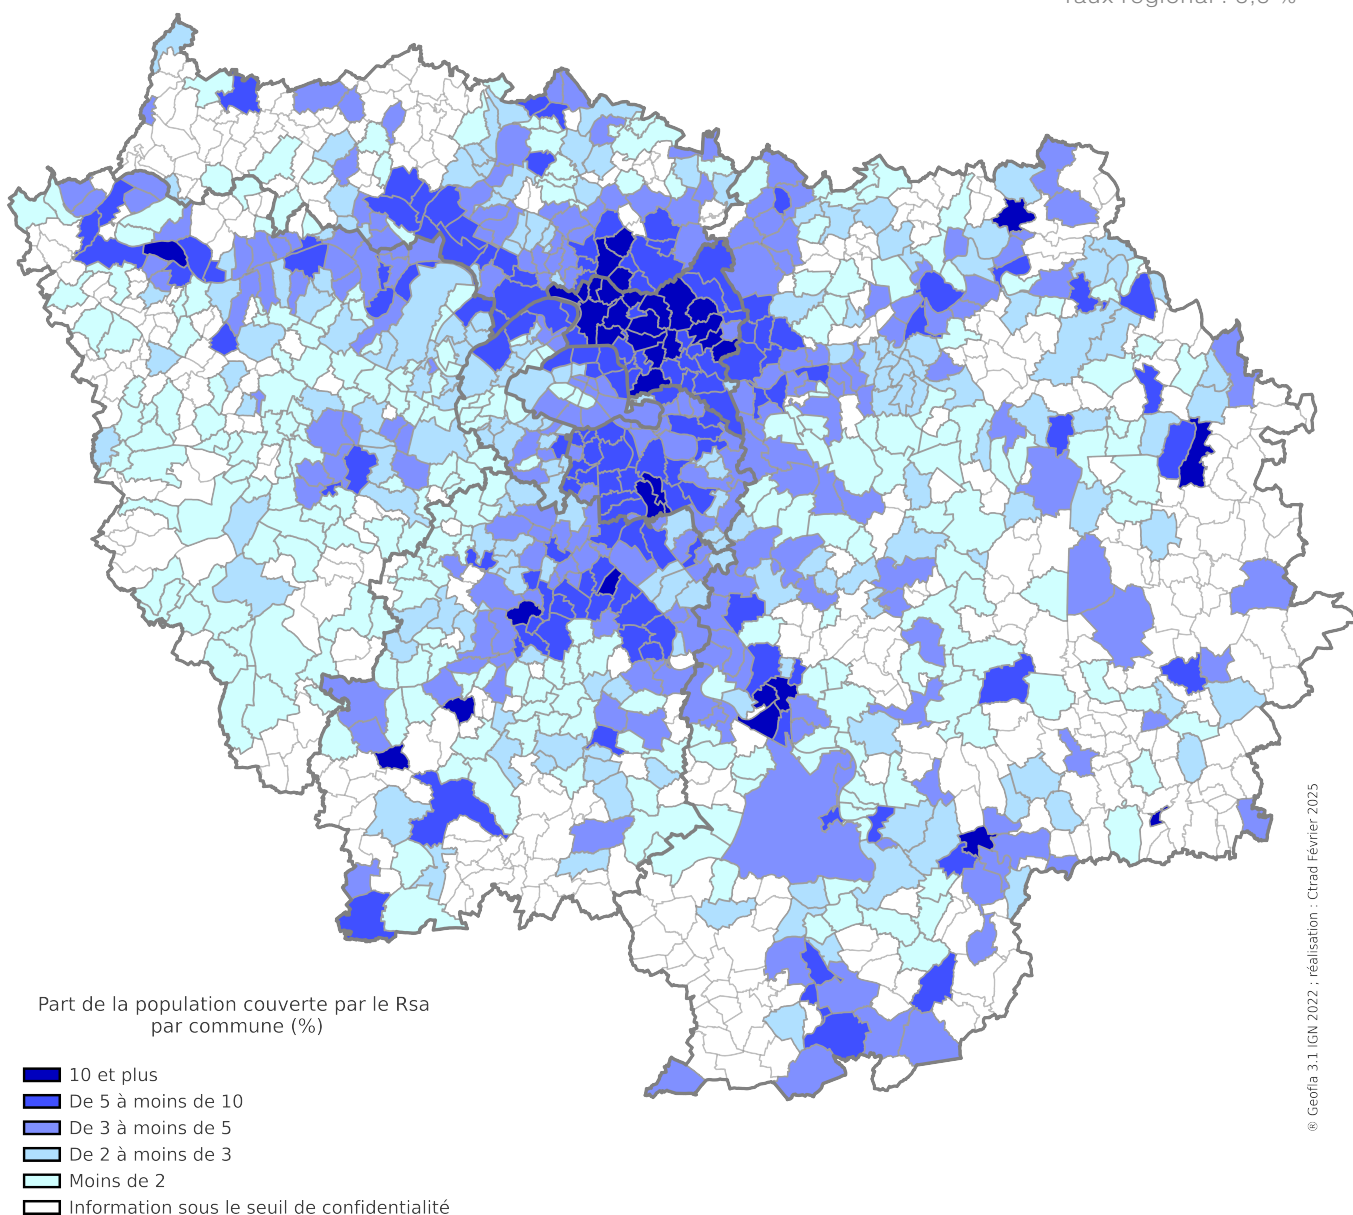 Taux régional :
Part de la population couverte par le Rsa
par commune (%)
10 et plus
De 5 à moins de 10
De 3 à moins de 5
De 2 à moins de 3
Moins de 2
Information sous le seuil de confidentialité
® Geofla 3.1 IGN 2022 ; réalisation : Ctrad Février 2025